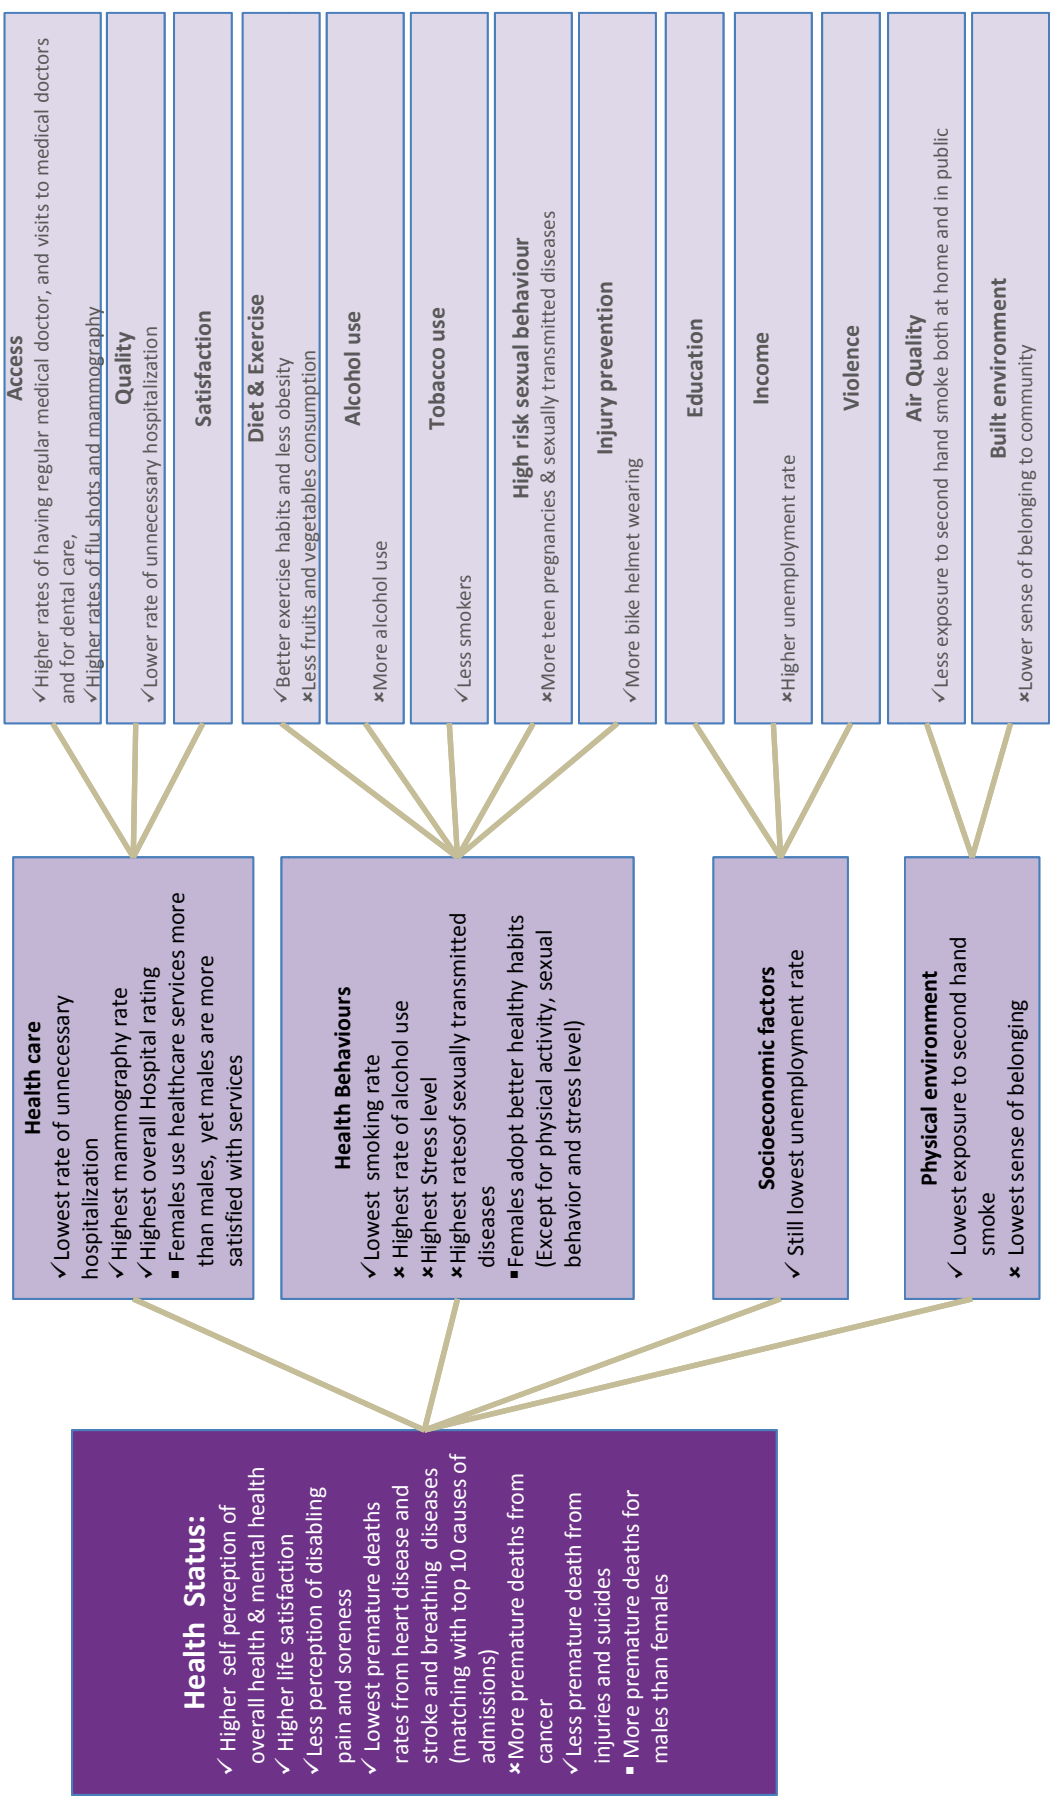 Health  Status:
✓ Higher  self perception of
overall health & mental health
✓ Higher life satisfaction
✓Less perception of disabling
pain and soreness
✓ Lowest premature deaths
rates from heart disease and
stroke and breathing  diseases
(matching with top 10 causes of
admissions)
×More premature deaths from
cancer
✓Less premature death from
injuries and suicides
▪ More premature deaths for
males than females
Health care
✓Lowest rate of unnecessary
hospitalization
✓Highest mammography rate
✓Highest overall Hospital rating
▪ Females use healthcare services more
than males,  yet males are more
satisfied with services
Health Behaviours
✓Lowest  smoking rate
× Highest rate of alcohol use
×Highest Stress level
×Highest ratesof sexually transmitted
diseases
▪Females adopt better healthy habits
(Except for physical activity, sexual
behavior and stress level)
Socioeconomic factors
✓ Still lowest unemployment rate
Physical environment
✓ Lowest exposure to second hand
smoke
× Lowest sense of belonging
Access
✓Higher rates of having regular medical doctor, and visits to medical doctors
and for dental care,
✓Higher rates of flu shots and mammography
Quality
✓Lower rate of unnecessary hospitalization
Satisfaction
Diet & Exercise
✓Better exercise habits and less obesity
×Less fruits and vegetables consumption
Alcohol use
×More alcohol use
Tobacco use
✓Less smokers
High risk sexual behaviour
×More teen pregnancies & sexually transmitted diseases
Injury prevention
✓More bike helmet wearing
Education
Income
×Higher unemployment rate
Violence
Air Quality
✓Less exposure to second hand smoke both at home and in public
Built environment
×Lower sense of belonging to community